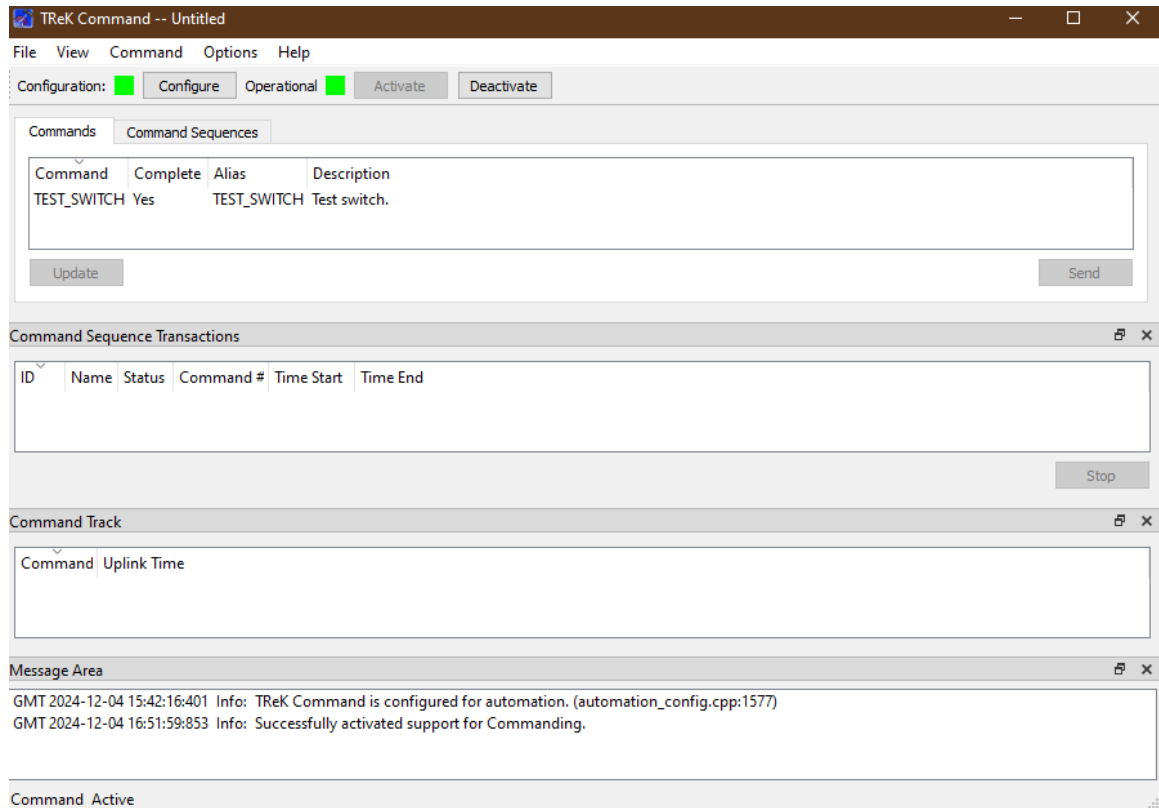 TReK Command -- Untitled
File View Command Options Help
Configuration: Configure Operational Activate Deactivate
Commands Command Sequences
Command Complete Alias Description
TEST_SWITCH Yes TEST_SWITCH Test switch.
Update Send
Command Sequence Transactions
ID Name Status Command # Time Start Time End
Stop
Command Track
Command Uplink Time
Message Area
GMT 2024-12-04 15:42:16:401 Info: TReK Command is configured for automation. (automation_config.cpp:1577)
GMT 2024-12-04 16:51:59:853 Info: Successfully activated support for Commanding.
Command Active